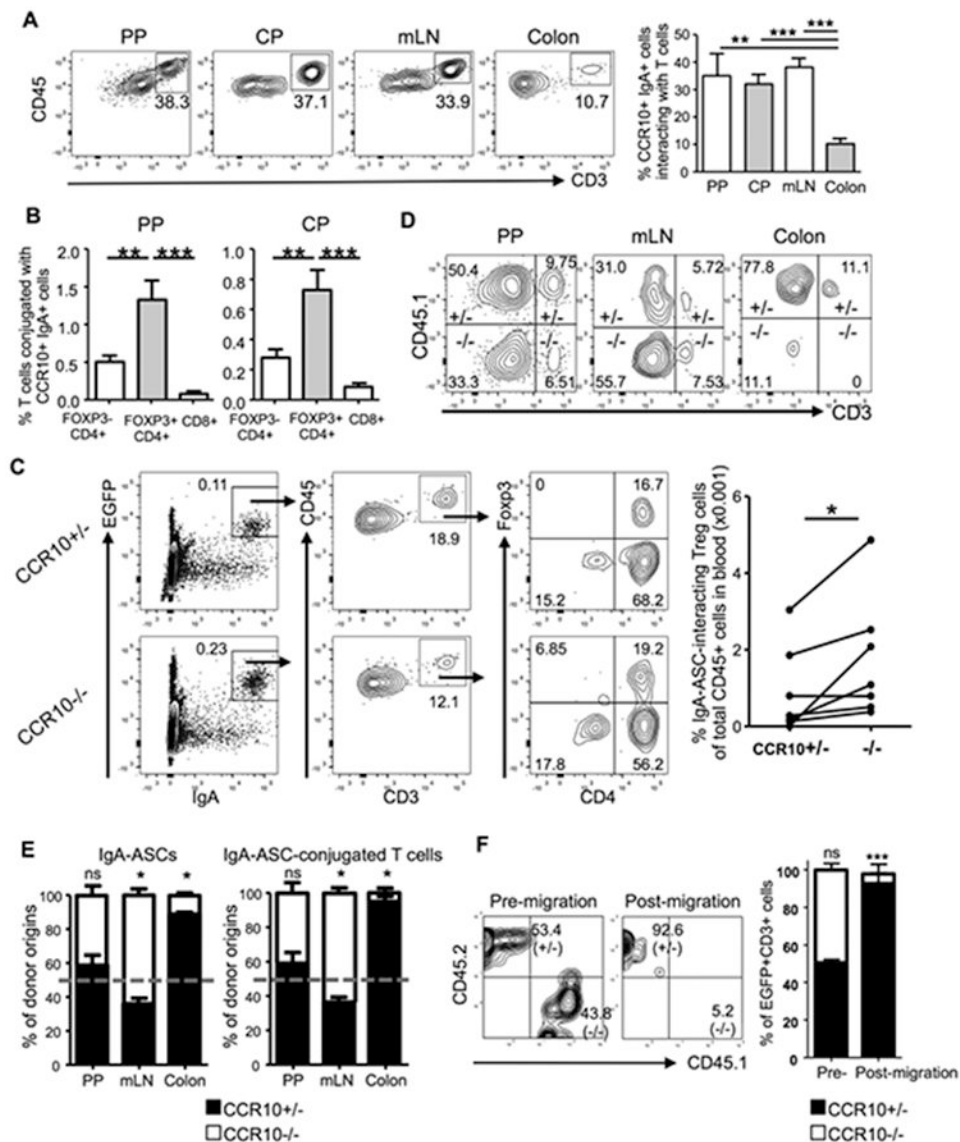 A
PP CP mLN Colon
CD45
38.3 37.1 33.9 10.7
CD3
% CCR10+ IgA+ cells
interacting with T cells
** *** ***
50
40
30
20
10
0
PP CP mLN Colon
B
PP CP
% T cells conjugated with
CCR10+ IgA+ cells
** *** ** ***
2.0 1.0
1.5 0.8
0.6
1.0
0.4
0.5
0.2
0.0 0.0
FOXP3- FOXP3+ CD8+ FOXP3- FOXP3+ CD8+
CD4+ CD4+ CD4+ CD4+
D
PP mLN Colon
CD45.1
50.4 9.75 31.0 5.72 77.8 11.1
+/- +/- +/- +/- +/- +/-
-/- -/- -/- -/- -/- -/-
33.3 6.51 55.7 7.53 11.1 0
CD3
C
CCR10+/-
EGFP CD45 Foxp3
0.11 18.9
0 16.7
15.2 68.2
CCR10-/-
0.23 12.1
6.85 19.2
17.8 56.2
IgA CD3 CD4
% IgA-ASC-interacting Treg cells
of total CD45+ cells in blood (x0.001)
*
6
4
2
0
CCR10+/- -/-
E
IgA-ASCs IgA-ASC-conjugated T cells
ns * * ns * *
% of donor origins % of donor origins
100 100
80 80
60 60
40 40
20 20
0 0
PP mLN Colon PP mLN Colon
CCR10+/-
CCR10-/-
F
Pre-migration Post-migration
CD45.2
53.4 92.6
(+/-) (+/-)
43.8 5.2
(-/-) (-/-)
CD45.1
% of EGFP+CD3+ cells
ns ***
100
80
60
40
20
0
Pre- Post-migration
CCR10+/-
CCR10-/-